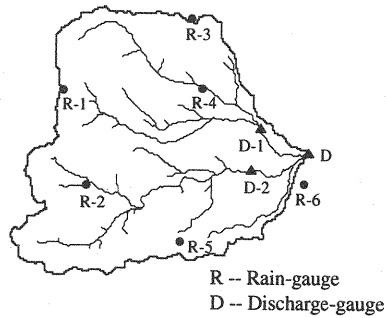 R-3
R-1
R-4
D-1
D
R-2
D-2
R-6
R-5
R -- Rain-gauge
D -- Discharge-gauge